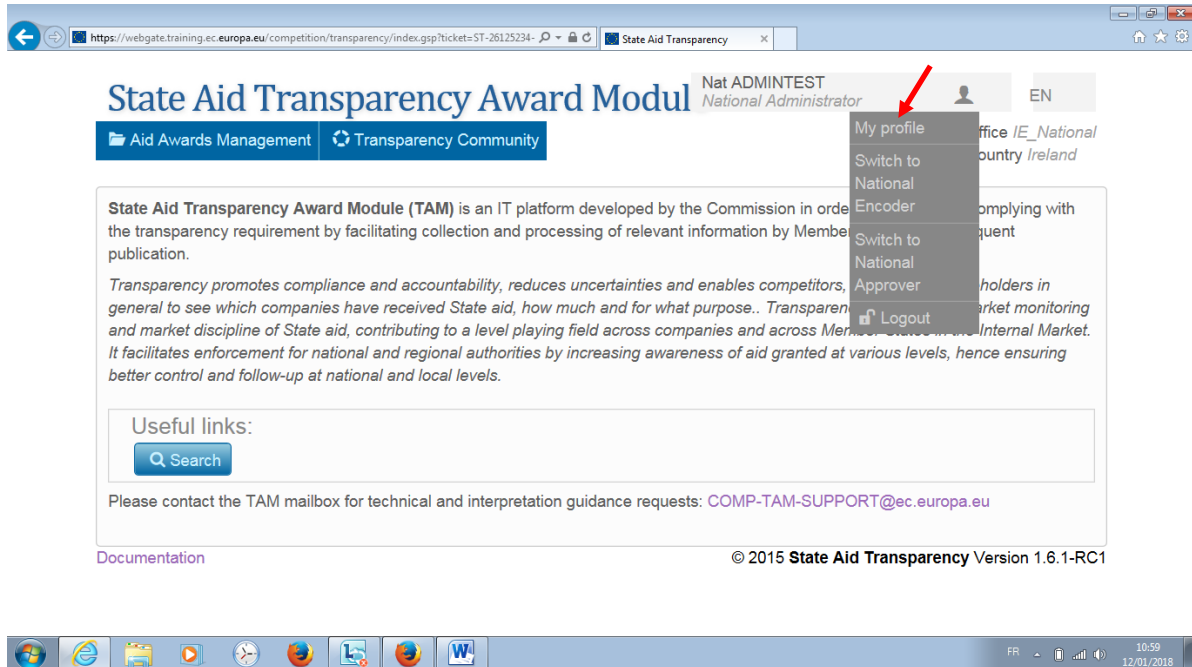 https://webgate.training.ec.europa.eu/competition/transparency/index.gsp?ticket=ST-26125234-
State Aid Transparency
State Aid Transparency Award Modul
Nat ADMINTEST
National Administrator
EN
Aid Awards Management
Transparency Community
ffice IE_National
ountry Ireland
My profile
Switch to
National
Encoder
Switch to
National
Approver
Logout
State Aid Transparency Award Module (TAM) is an IT platform developed by the Commission in orde omplying with
the transparency requirement by facilitating collection and processing of relevant information by Member quent
publication.
Transparency promotes compliance and accountability, reduces uncertainties and enables competitors, holders in
general to see which companies have received State aid, how much and for what purpose.. Transparen arket monitoring
and market discipline of State aid, contributing to a level playing field across companies and across Member States in the Internal Market.
It facilitates enforcement for national and regional authorities by increasing awareness of aid granted at various levels, hence ensuring
better control and follow-up at national and local levels.
Useful links:
Search
Please contact the TAM mailbox for technical and interpretation guidance requests: COMP-TAM-SUPPORT@ec.europa.eu
Documentation
© 2015 State Aid Transparency Version 1.6.1-RC1
FR
10:59
12/01/2018